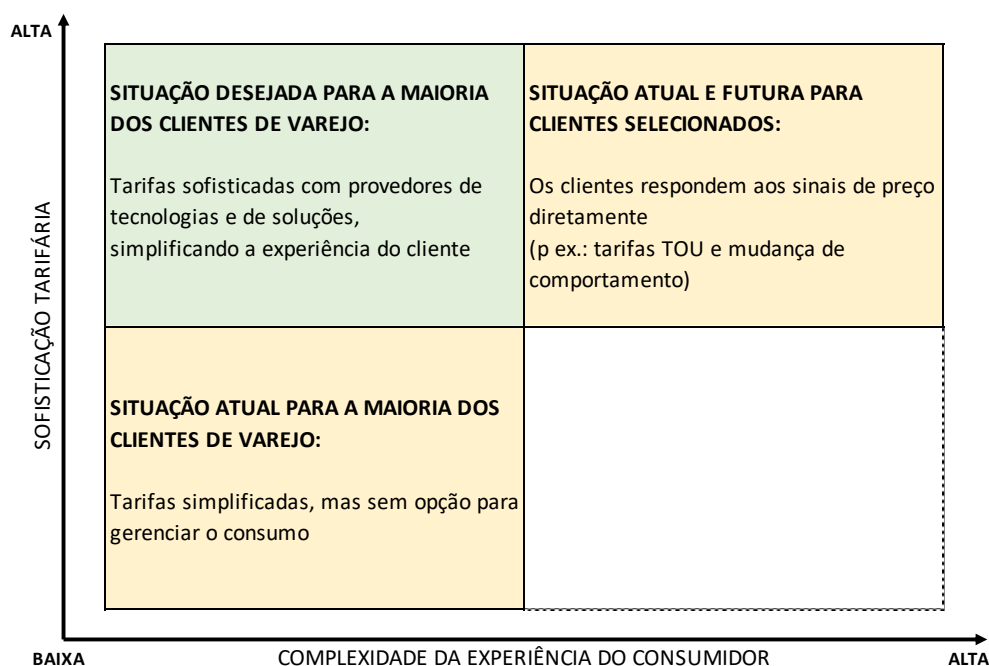 ALTA
SITUAÇÃO DESEJADA PARA A MAIORIA
DOS CLIENTES DE VAREJO:
Tarifas sofisticadas com provedores de
tecnologias e de soluções,
simplificando a experiência do cliente
SITUAÇÃO ATUAL E FUTURA PARA
CLIENTES SELECIONADOS:
Os clientes respondem aos sinais de preço
diretamente
(p ex.: tarifas TOU e mudança de
comportamento)
SOFISTICAÇÃO TARIFÁRIA
SITUAÇÃO ATUAL PARA A MAIORIA DOS
CLIENTES DE VAREJO:
Tarifas simplificadas, mas sem opção para
gerenciar o consumo
BAIXA
COMPLEXIDADE DA EXPERIÊNCIA DO CONSUMIDOR
ALTA